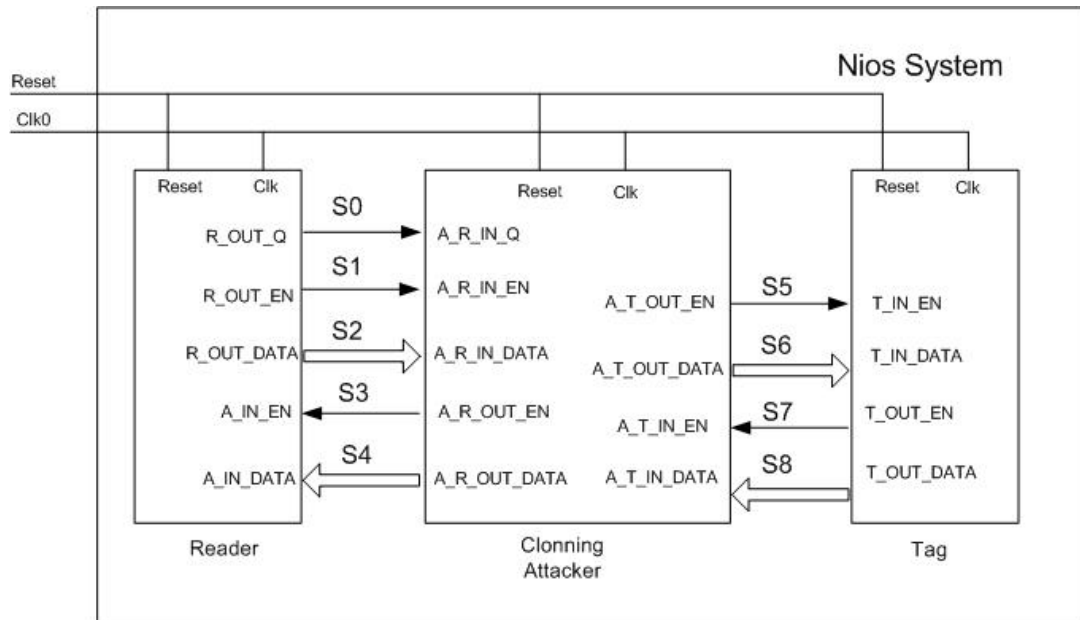 Nios System
Reset
Clk0
Reset Clk
Reset Clk
Reset Clk
S0
R_OUT_Q A_R_IN_Q
S1
R_OUT_EN A_R_IN_EN
S5
A_T_OUT_EN T_IN_EN
S2
R_OUT_DATA A_R_IN_DATA
S6
A_T_OUT_DATA T_IN_DATA
S3
A_IN_EN A_R_OUT_EN
S7
A_T_IN_EN T_OUT_EN
S4
A_IN_DATA A_R_OUT_DATA
S8
A_T_IN_DATA T_OUT_DATA
Reader
Clonning
Attacker
Tag